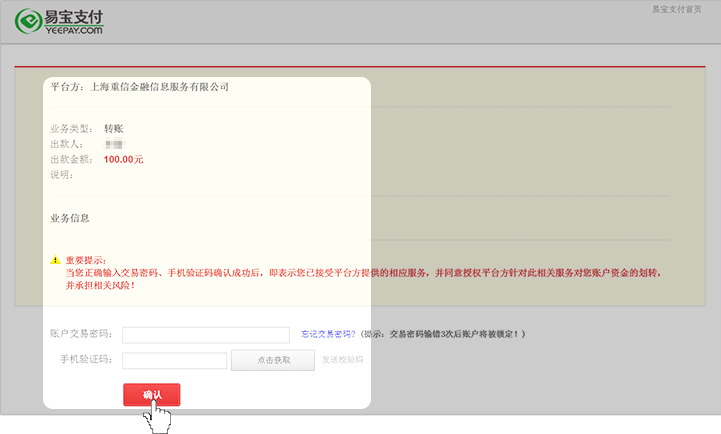 易宝支付
YEEPAY.COM
易宝支付首页
平台方：上海重信金融信息服务有限公司
业务类型： 转账
出款人：
出款金额： 100.00元
说明：
业务信息
重要提示：
当您正确输入交易密码、手机验证码确认成功后，即表示您已接受平台方提供的相应服务，并同意授权平台方针对此相关服务对您账户资金的划转，
并承担相关风险！
账户交易密码： 忘记交易密码？(提示：交易密码输错3次后账户将被锁定！)
手机验证码： 点击获取 发送校验码
确认